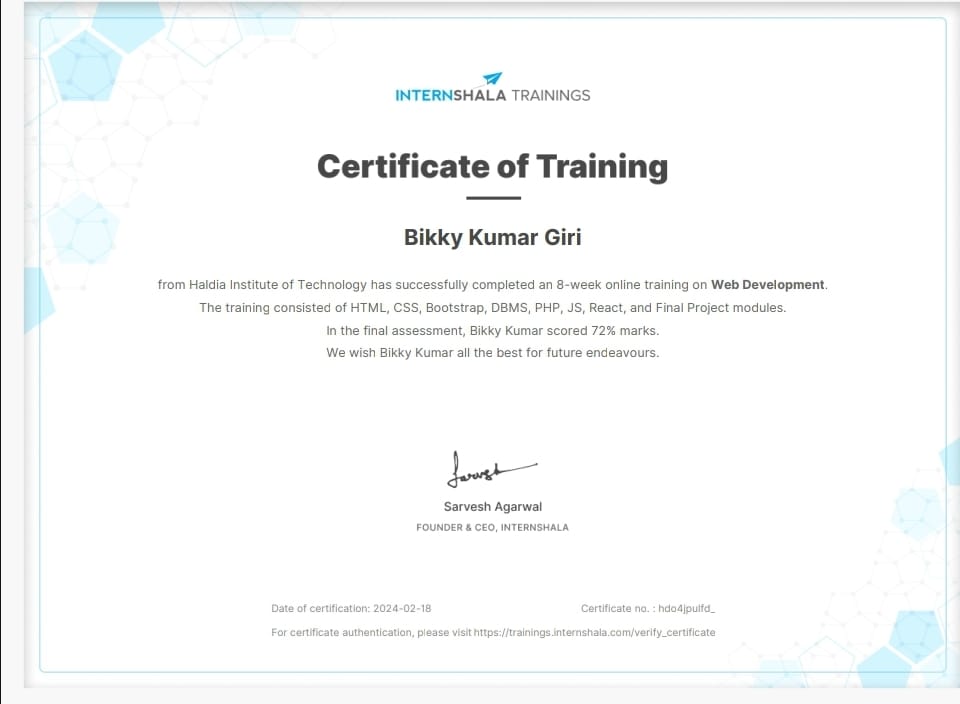 INTERNSHALA TRAININGS
Certificate of Training
Bikky Kumar Giri
from Haldia Institute of Technology has successfully completed an 8-week online training on Web Development.
The training consisted of HTML, CSS, Bootstrap, DBMS, PHP, JS, React, and Final Project modules.
In the final assessment, Bikky Kumar scored 72% marks.
We wish Bikky Kumar all the best for future endeavours.
Sarvesh
Sarvesh Agarwal
FOUNDER & CEO, INTERNSHALA
Date of certification: 2024-02-18 Certificate no. : hdo4jpulfd_
For certificate authentication, please visit https://trainings.internshala.com/verify_certificate